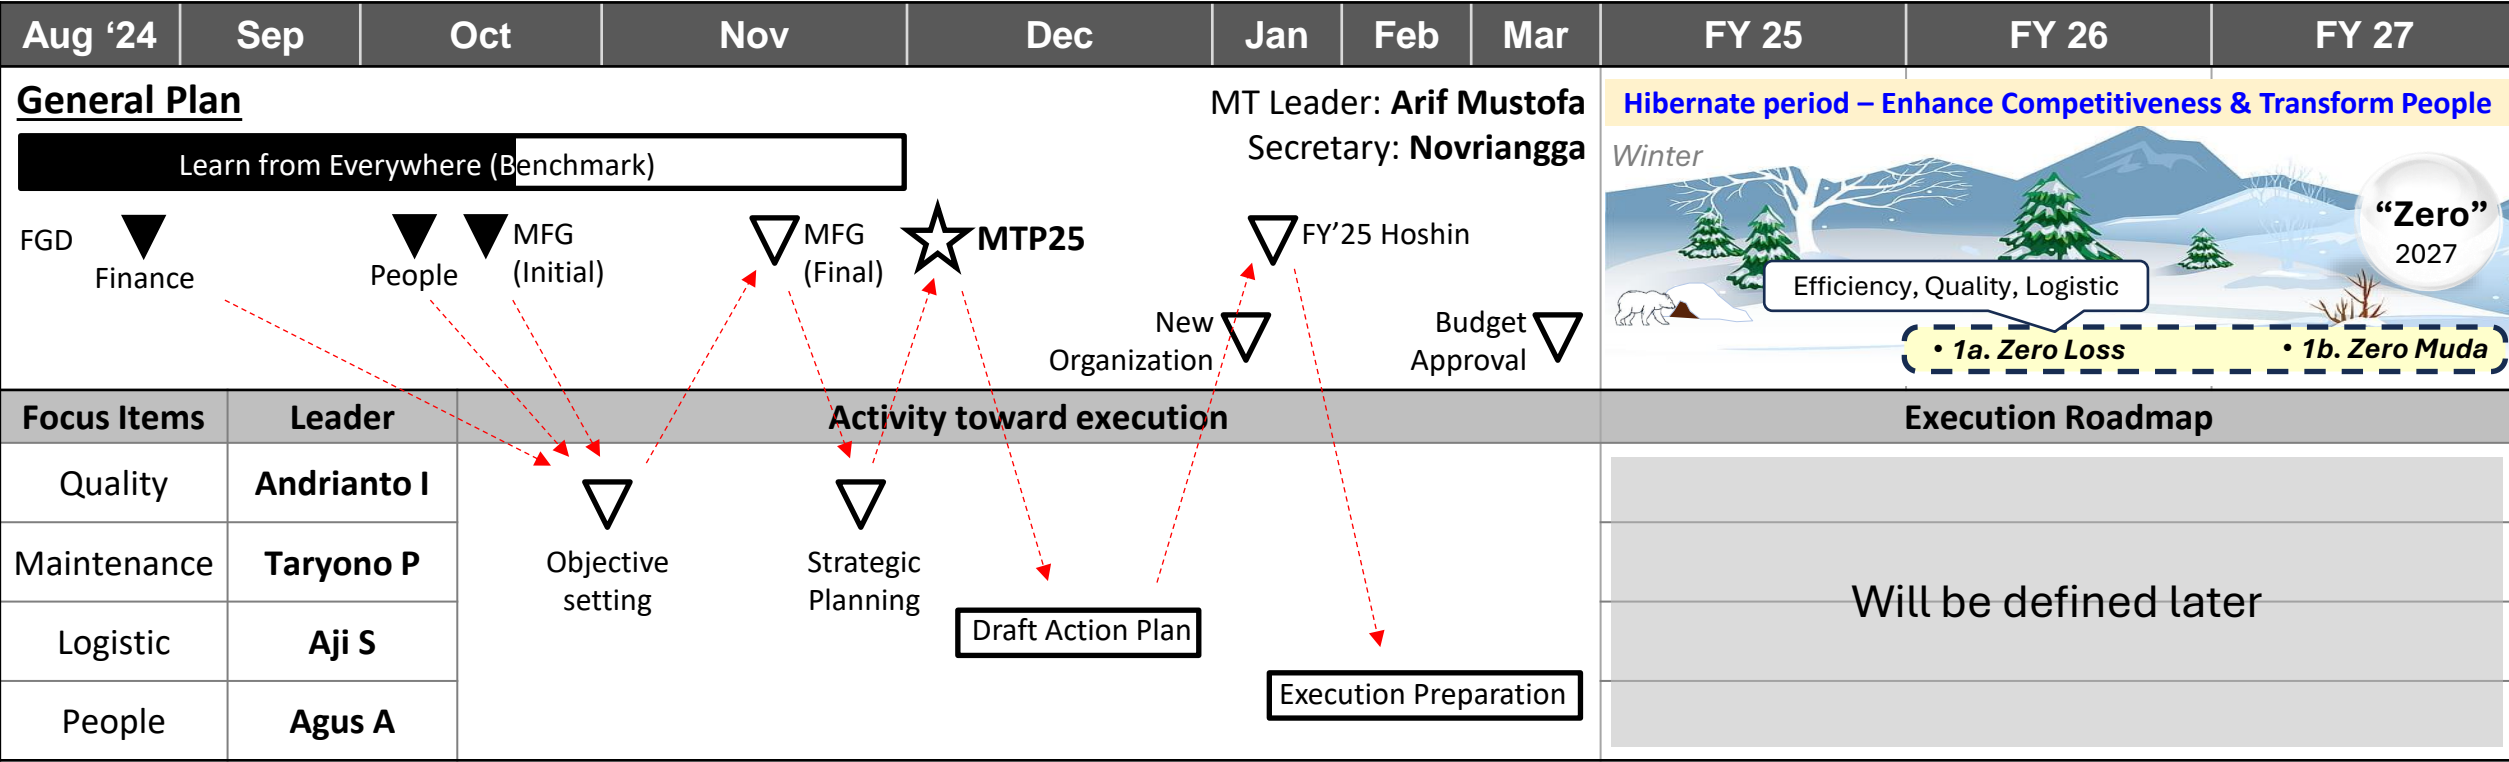 Aug ‘24 Sep Oct Nov Dec Jan Feb Mar FY 25 FY 26 FY 27
General Plan
MT Leader: Arif Mustofa
Secretary: Novriangga
Learn from Everywhere (Benchmark)
FGD
Finance
People
MFG
(Initial)
MFG
(Final)
MTP25
FY’25 Hoshin
New
Organization
Budget
Approval
Hibernate period – Enhance Competitiveness & Transform People
Winter
“Zero”
2027
Efficiency, Quality, Logistic
• 1a. Zero Loss
• 1b. Zero Muda
Focus Items Leader Activity toward execution Execution Roadmap
Quality Andrianto I
Maintenance Taryono P
Logistic Aji S
People Agus A
Objective
setting
Strategic
Planning
Draft Action Plan
Execution Preparation
Will be defined later